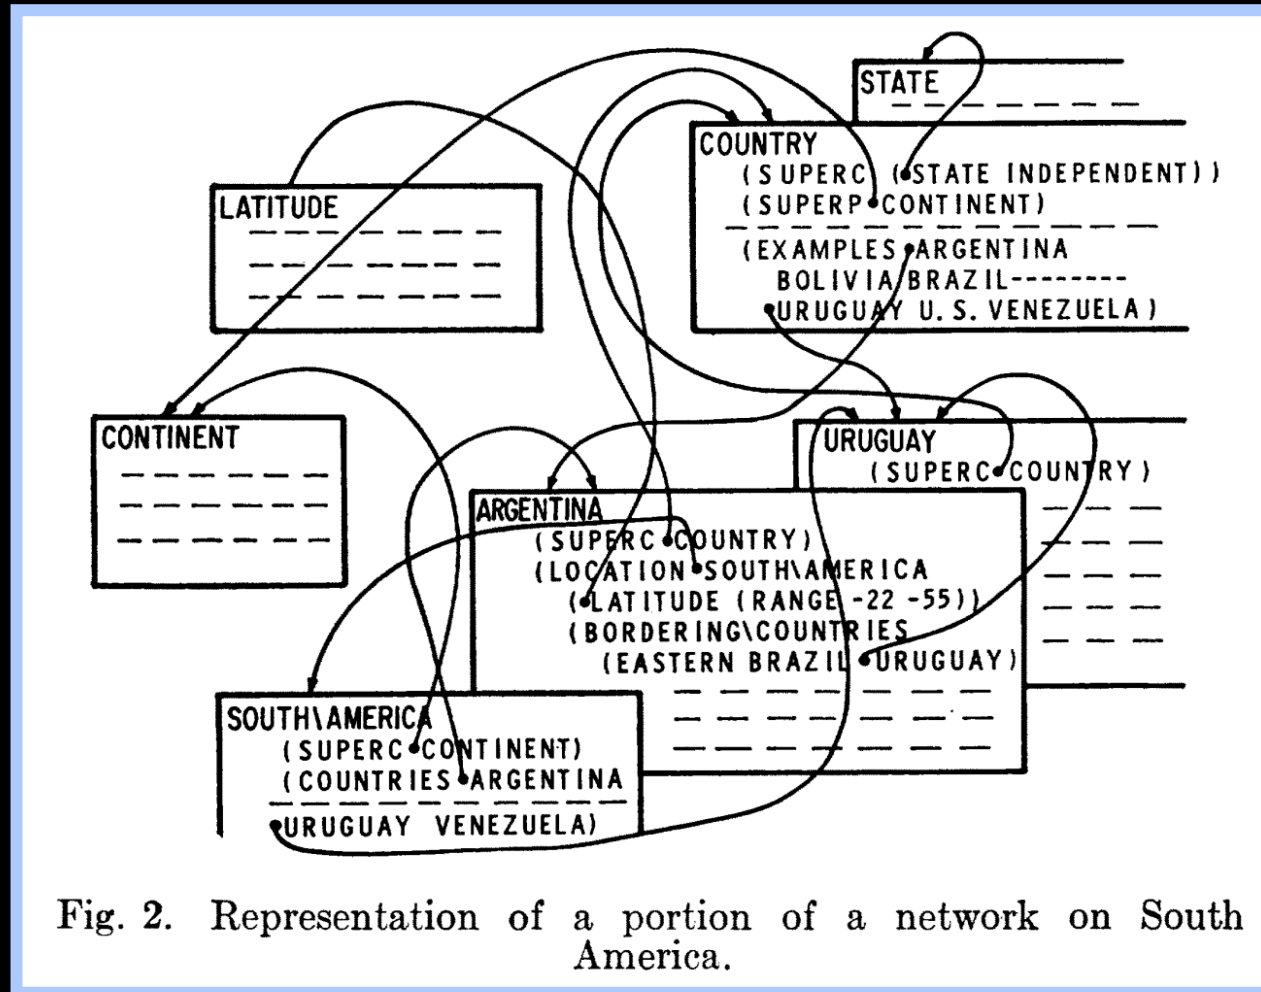 STATE
COUNTRY
(SUPERC (STATE INDEPENDENT))
(SUPERP CONTINENT)
(EXAMPLES ARGENTINA
BOLIVIA BRAZIL--------
URUGUAY U.S. VENEZUELA)
LATITUDE
CONTINENT
URUGUAY
(SUPERC COUNTRY)
ARGENTINA
(SUPERC COUNTRY)
(LOCATION SOUTH\AMERICA
(LATITUDE (RANGE -22 -55))
(BORDERING\COUNTRIES
(EASTERN BRAZIL URUGUAY)
SOUTH\AMERICA
(SUPERC CONTINENT)
(COUNTRIES ARGENTINA
URUGUAY VENEZUELA)
Fig. 2. Representation of a portion of a network on South
America.